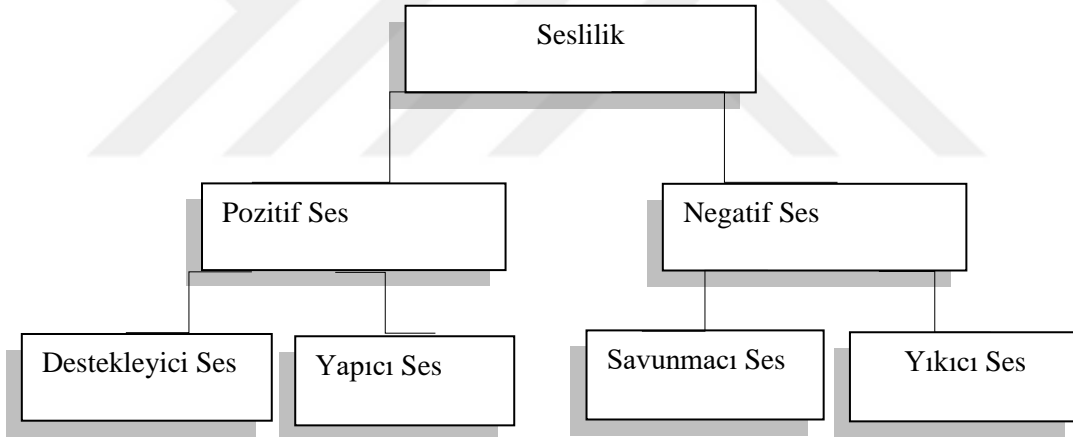 Seslilik
Pozitif Ses
Negatif Ses
Destekleyici Ses
Yapıcı Ses
Savunmacı Ses
Yıkıcı Ses